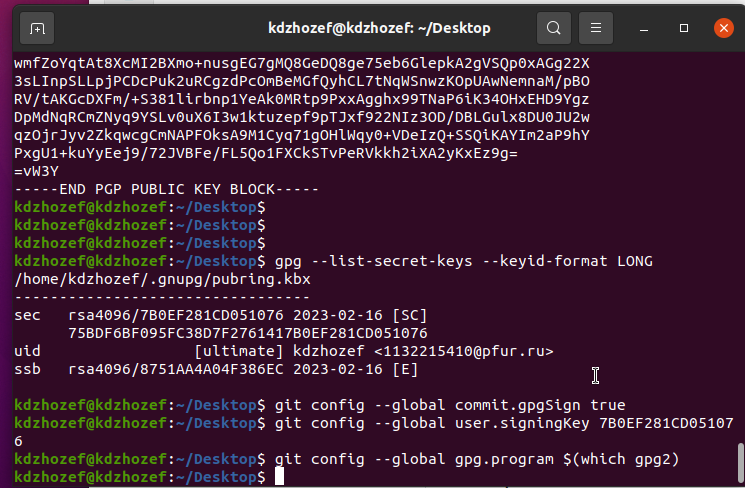 kdzhozef@kdzhozef: ~/Desktop
wmfZoYqtAt8XcMI2BXmo+nusgEG7gMQ8GeDQ8ge75eb6GlepkA2gVSQp0xAGg22X
3sLInpSLLpjPCDcPuk2uRCgzdPcOmBeMGfQyhCL7tNqWSnwzKOpUAwNemnaM/pBO
RV/tAKGcDXFm/+S381lirbnp1YeAk0MRtp9PxxAgghx99TNaP6iK34OHxEHD9Ygz
DpMdNqRCmZNyq9YSLv0uX6I3w1ktuzepf9pTJxf922NIz3OD/DBLGulx8DU0JU2w
qzOjrJyv2ZkqwcgCmNAPFOksA9M1Cyq71gOHlWqy0+VDeIzQ+SSQiKAYIm2aP9hY
PxgU1+kuYyEej9/72JVBFe/FL5Qo1FXCkSTvPeRVkkh2iXA2yKxEz9g=
=vW3Y
-----END PGP PUBLIC KEY BLOCK-----
kdzhozef@kdzhozef:~/Desktop$
kdzhozef@kdzhozef:~/Desktop$
kdzhozef@kdzhozef:~/Desktop$
kdzhozef@kdzhozef:~/Desktop$ gpg --list-secret-keys --keyid-format LONG
/home/kdzhozef/.gnupg/pubring.kbx
---------------------------------
sec   rsa4096/7B0EF281CD051076 2023-02-16 [SC]
      75BDF6BF095FC38D7F2761417B0EF281CD051076
uid                 [ultimate] kdzhozef <1132215410@pfur.ru>
ssb   rsa4096/8751AA4A04F386EC 2023-02-16 [E]
kdzhozef@kdzhozef:~/Desktop$ git config --global commit.gpgSign true
kdzhozef@kdzhozef:~/Desktop$ git config --global user.signingKey 7B0EF281CD05107
6
kdzhozef@kdzhozef:~/Desktop$ git config --global gpg.program $(which gpg2)
kdzhozef@kdzhozef:~/Desktop$